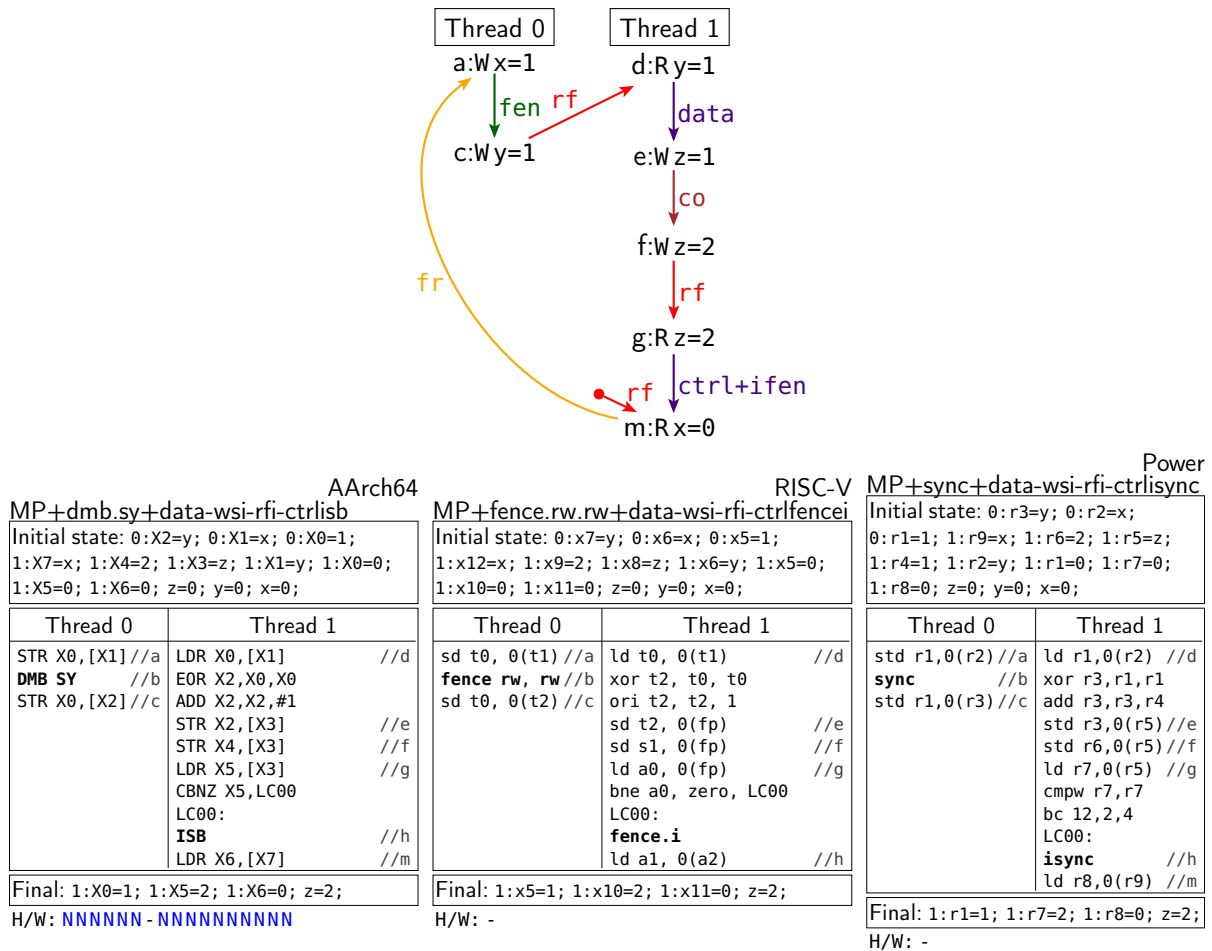 Thread 0
Thread 1
a:W x=1
d:R y=1
fen
rf
data
c:W y=1
e:W z=1
co
f:W z=2
fr
rf
g:R z=2
rf
ctrl+ifen
m:R x=0
AArch64
MP+dmb.sy+data-wsi-rfi-ctrlisb
Initial state: 0:X2=y; 0:X1=x; 0:X0=1;
1:X7=x; 1:X4=2; 1:X3=z; 1:X1=y; 1:X0=0;
1:X5=0; 1:X6=0; z=0; y=0; x=0;
Thread 0
STR X0,[X1]//a
DMB SY //b
STR X0,[X2]//c
Thread 1
LDR X0,[X1] //d
EOR X2,X0,X0
ADD X2,X2,#1
STR X2,[X3] //e
STR X4,[X3] //f
LDR X5,[X3] //g
CBNZ X5,LC00
LC00:
ISB //h
LDR X6,[X7] //m
Final: 1:X0=1; 1:X5=2; 1:X6=0; z=2;
H/W: NNNNNN-NNNNNNNNNN
RISC-V
MP+fence.rw.rw+data-wsi-rfi-ctrlfencei
Initial state: 0:x7=y; 0:x6=x; 0:x5=1;
1:x12=x; 1:x9=2; 1:x8=z; 1:x6=y; 1:x5=0;
1:x10=0; 1:x11=0; z=0; y=0; x=0;
Thread 0
sd t0, 0(t1)//a
fence rw, rw//b
sd t0, 0(t2)//c
Thread 1
ld t0, 0(t1) //d
xor t2, t0, t0
ori t2, t2, 1
sd t2, 0(fp) //e
sd s1, 0(fp) //f
ld a0, 0(fp) //g
bne a0, zero, LC00
LC00:
fence.i
ld a1, 0(a2) //h
Final: 1:x5=1; 1:x10=2; 1:x11=0; z=2;
H/W: -
Power
MP+sync+data-wsi-rfi-ctrlisync
Initial state: 0:r3=y; 0:r2=x;
0:r1=1; 1:r9=x; 1:r6=2; 1:r5=z;
1:r4=1; 1:r2=y; 1:r1=0; 1:r7=0;
1:r8=0; z=0; y=0; x=0;
Thread 0
std r1,0(r2)//a
sync //b
std r1,0(r3)//c
Thread 1
ld r1,0(r2) //d
xor r3,r1,r1
add r3,r3,r4
std r3,0(r5)//e
std r6,0(r5)//f
ld r7,0(r5) //g
cmpw r7,r7
bc 12,2,4
LC00:
isync //h
ld r8,0(r9) //m
Final: 1:r1=1; 1:r7=2; 1:r8=0; z=2;
H/W: -